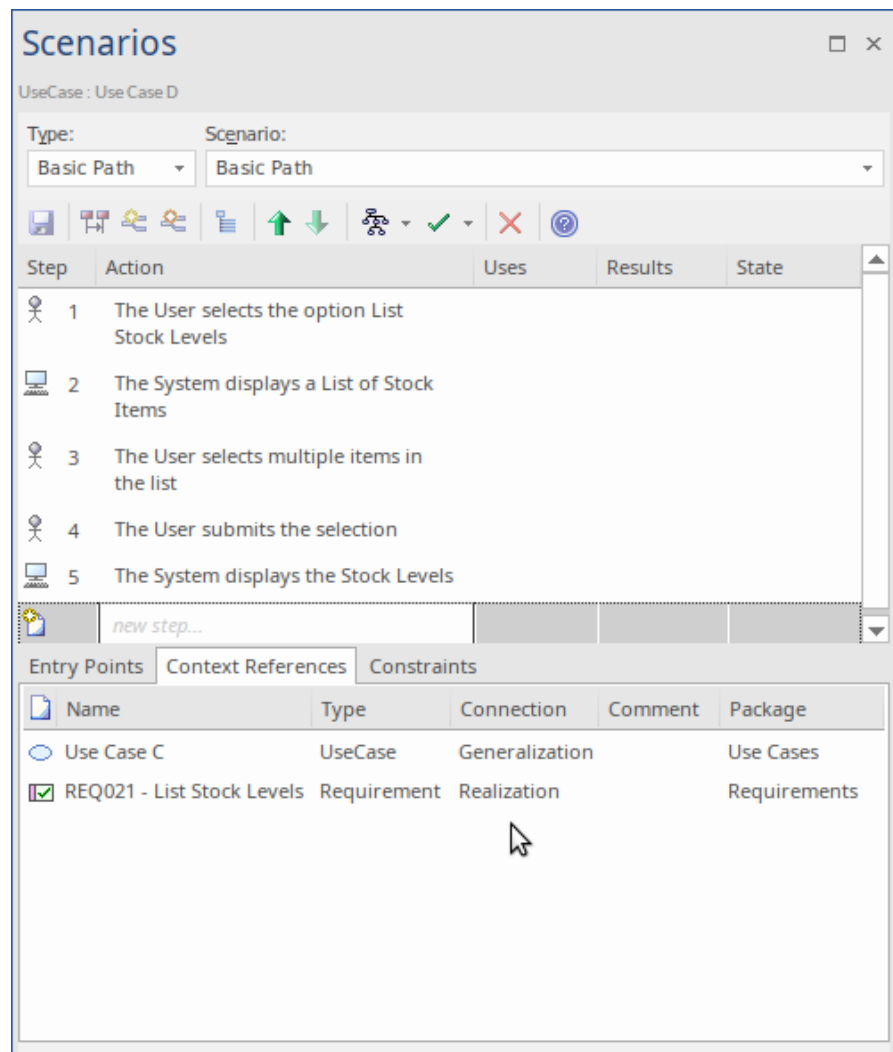 Scenarios
UseCase : Use Case D
Type: Scenario:
Basic Path Basic Path
Step Action Uses Results State
1 The User selects the option List
Stock Levels
2 The System displays a List of Stock
Items
3 The User selects multiple items in
the list
4 The User submits the selection
5 The System displays the Stock Levels
new step...
Entry Points Context References Constraints
Name Type Connection Comment Package
Use Case C UseCase Generalization Use Cases
REQ021 - List Stock Levels Requirement Realization Requirements